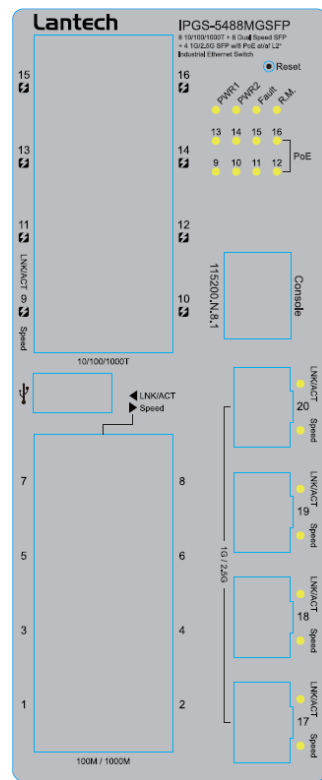 Lantech
IPGS-5488MGSFP
8 10/100/1000T + 8 Dual Speed SFP
+ 4 1G/2.5G SFP w/8 PoE at/af L2+
Industrial Ethernet Switch
Reset
PWR1 PWR2 Fault R.M.
15 16
13 14 15 16
PoE
9 10 11 12
13 14
11 12
LNK/ACT
9 10
Speed
115200.N.8.1
Console
10/100/1000T
LNK/ACT
Speed
LNK/ACT
20
Speed
7 8
LNK/ACT
19
Speed
5 6
1G / 2.5G
LNK/ACT
18
Speed
3 4
LNK/ACT
17
Speed
1 2
100M / 1000M